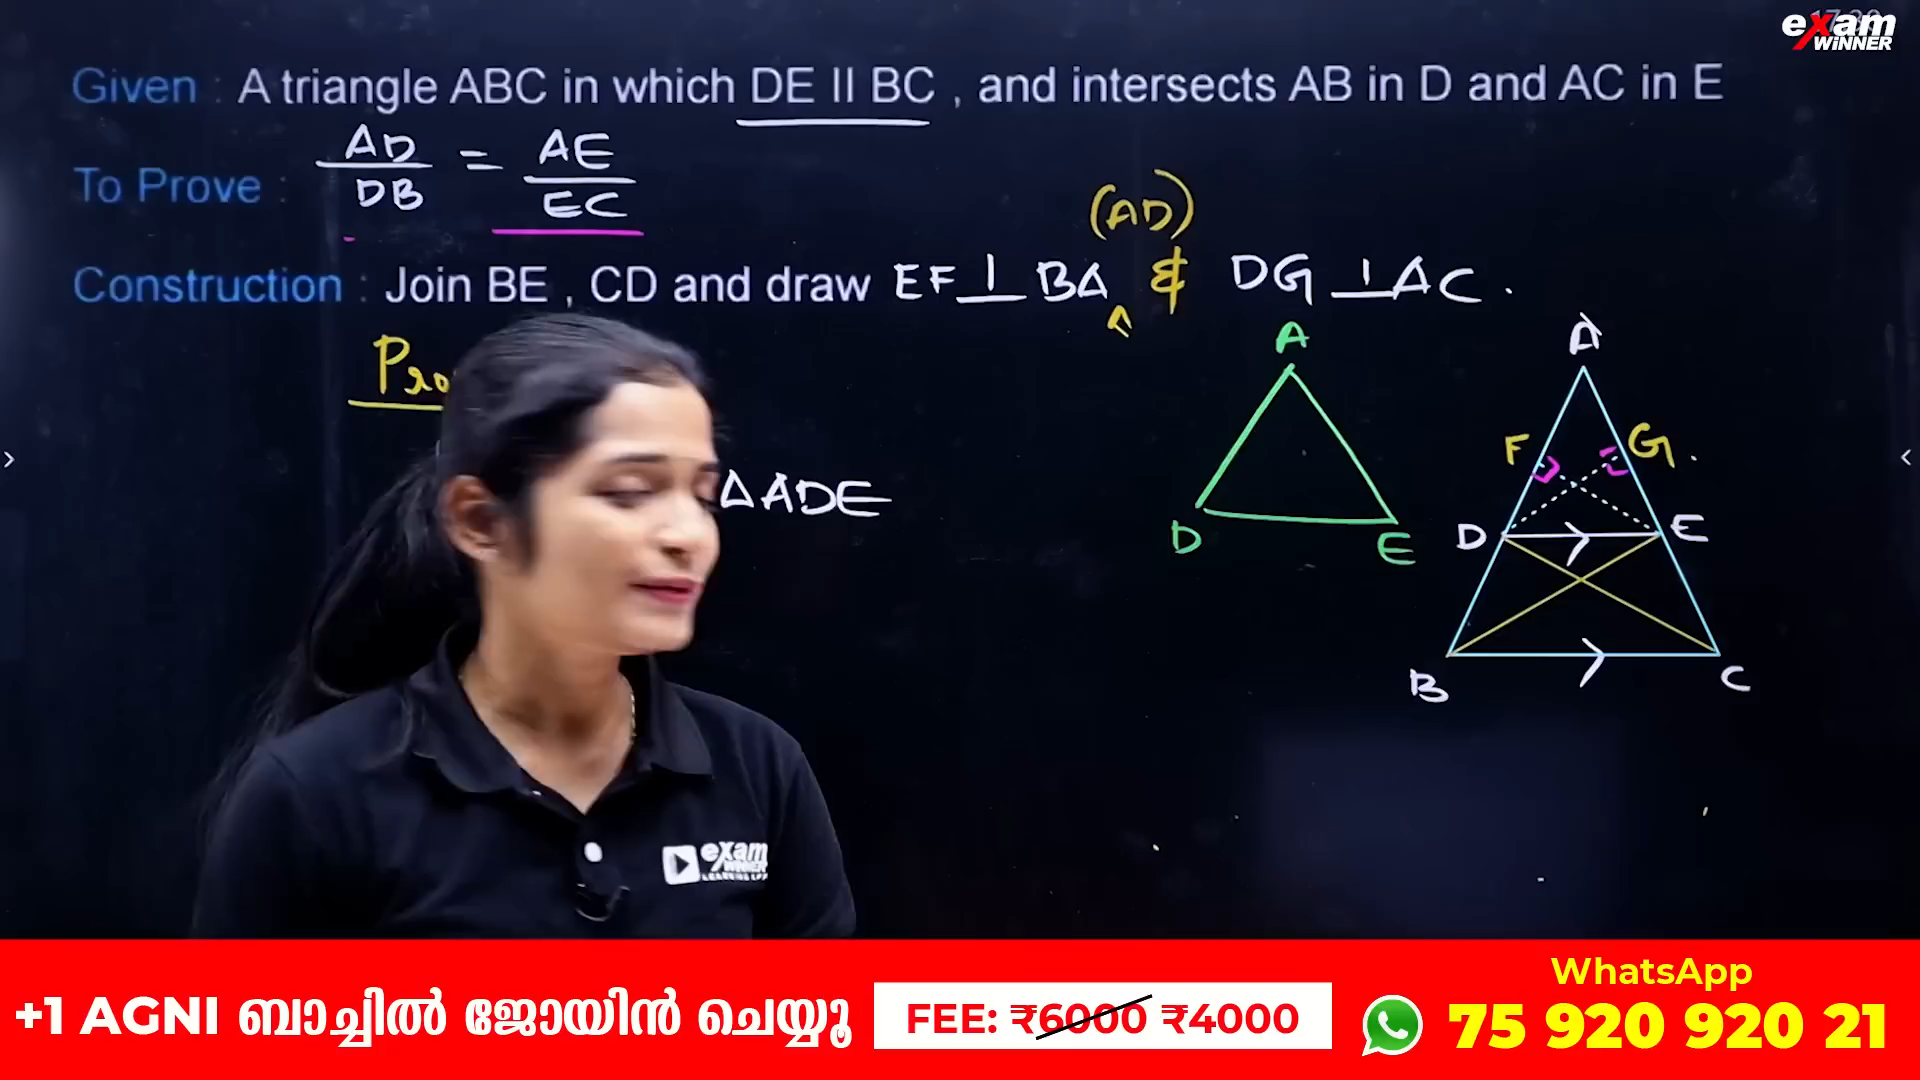 exam
WINNER
Given : A triangle ABC in which DE II BC , and intersects AB in D and AC in E
To Prove : AD/DB = AE/EC
(AD)
Construction : Join BE , CD and draw EF ⊥ BA & DG ⊥ AC .
A
A
F
G
ΔADE
D
E
D
E
B
C
exam
WINNER
+1 AGNI ബാച്ചിൽ ജോയിൻ ചെയ്യൂ
FEE: ₹6000 ₹4000
WhatsApp
75 920 920 21